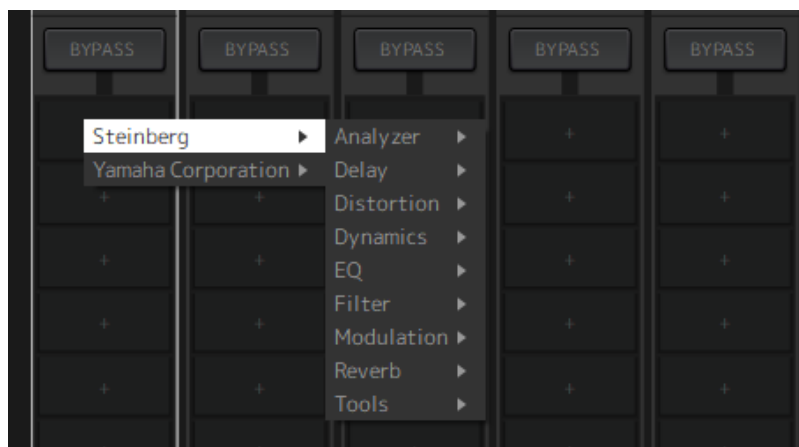 BYPASS BYPASS BYPASS BYPASS BYPASS
Steinberg
Yamaha Corporation
Analyzer
Delay
Distortion
Dynamics
EQ
Filter
Modulation
Reverb
Tools